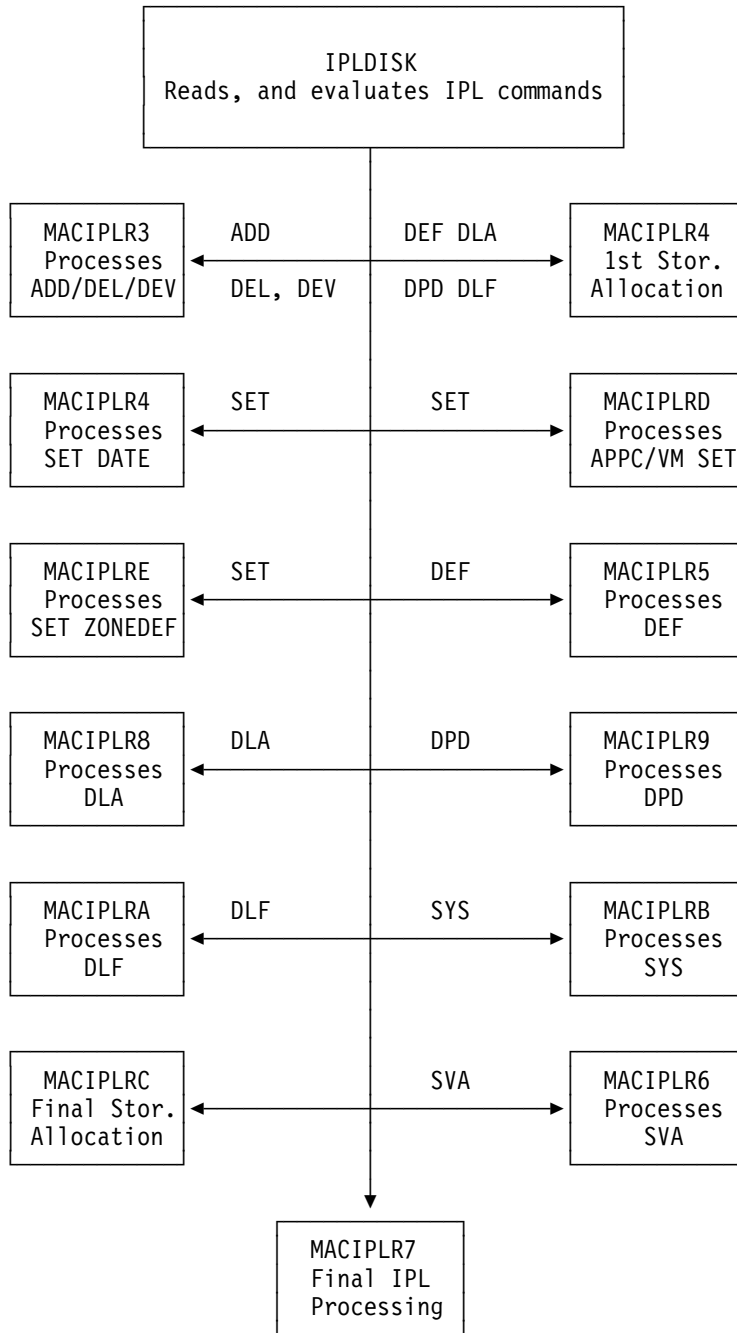 IPLDISK
Reads, and evaluates IPL commands
MACIPLR3
Processes
ADD/DEL/DEV
ADD
DEL, DEV
DEF DLA
DPD DLF
MACIPLR4
1st Stor.
Allocation
MACIPLR4
Processes
SET DATE
SET
SET
MACIPLRD
Processes
APPC/VM SET
MACIPLRE
Processes
SET ZONEDEF
SET
DEF
MACIPLR5
Processes
DEF
MACIPLR8
Processes
DLA
DLA
DPD
MACIPLR9
Processes
DPD
MACIPLRA
Processes
DLF
DLF
SYS
MACIPLRB
Processes
SYS
MACIPLRC
Final Stor.
Allocation
SVA
MACIPLR6
Processes
SVA
MACIPLR7
Final IPL
Processing